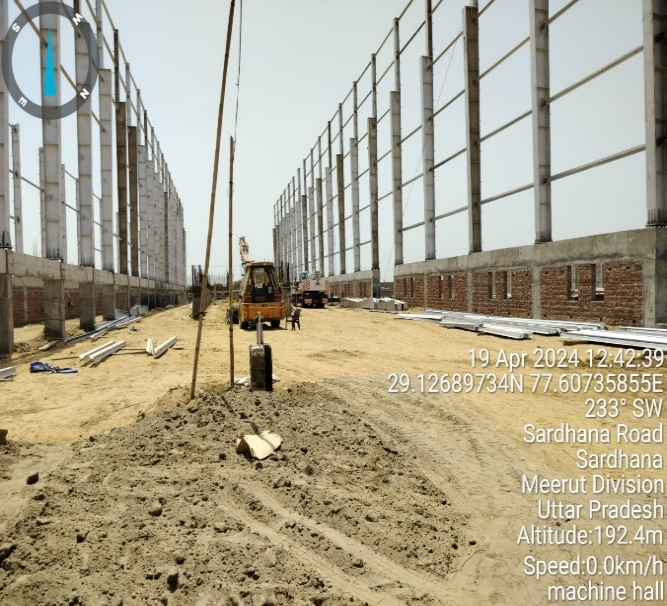 S
W
E
N
19 Apr 2024 12:42:39
29.12689734N 77.60735855E
233° SW
Sardhana Road
Sardhana
Meerut Division
Uttar Pradesh
Altitude:192.4m
Speed:0.0km/h
machine hall